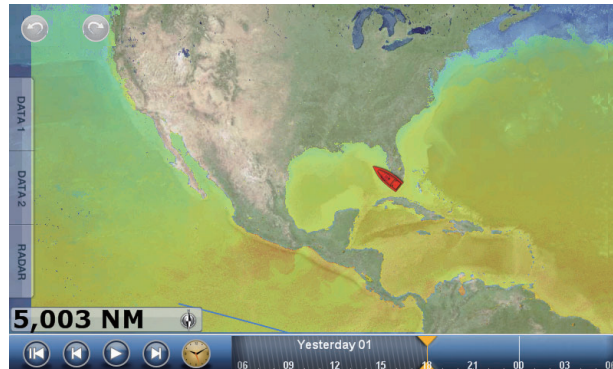 DATA 1
DATA 2
RADAR
5,003 NM
Yesterday 01
06 09 12 15 18 21 00 03